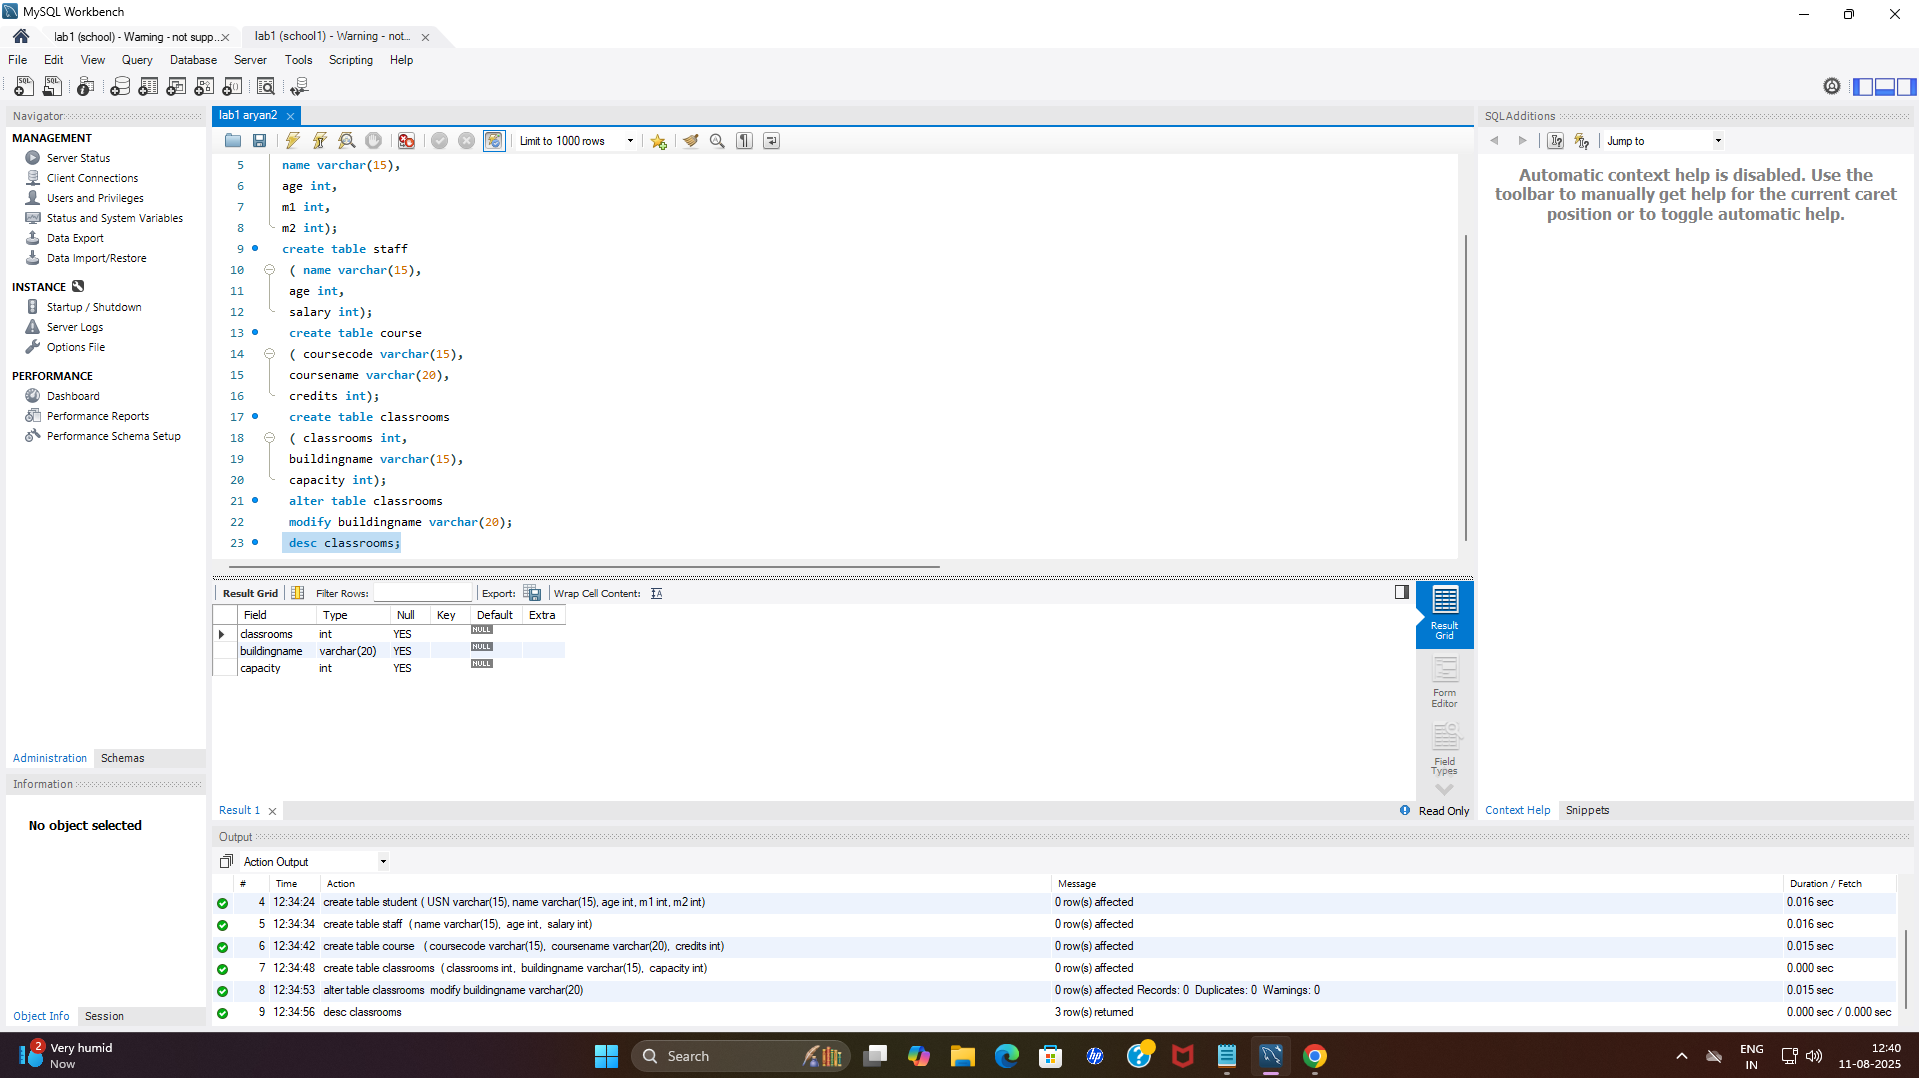 MySQL Workbench
lab1 (school) - Warning - not supp...
lab1 (school1) - Warning - not...
File Edit View Query Database Server Tools Scripting Help
Navigator
MANAGEMENT
Server Status
Client Connections
Users and Privileges
Status and System Variables
Data Export
Data Import/Restore
INSTANCE
Startup / Shutdown
Server Logs
Options File
PERFORMANCE
Dashboard
Performance Reports
Performance Schema Setup
Administration Schemas
Information
No object selected
Object Info Session
lab1 aryan2
Limit to 1000 rows
5 name varchar(15),
6 age int,
7 m1 int,
8 m2 int);
9 create table staff
10 ( name varchar(15),
11 age int,
12 salary int);
13 create table course
14 ( coursecode varchar(15),
15 coursename varchar(20),
16 credits int);
17 create table classrooms
18 ( classrooms int,
19 buildingname varchar(15),
20 capacity int);
21 alter table classrooms
22 modify buildingname varchar(20);
23 desc classrooms;
Result Grid Filter Rows: Export: Wrap Cell Content:
Field Type Null Key Default Extra
classrooms int YES NULL
buildingname varchar(20) YES NULL
capacity int YES NULL
Result Grid
Form Editor
Field Types
Result 1
Read Only
SQLAdditions
Jump to
Automatic context help is disabled. Use the
toolbar to manually get help for the current caret
position or to toggle automatic help.
Context Help Snippets
Output
Action Output
# Time Action Message Duration / Fetch
4 12:34:24 create table student ( USN varchar(15), name varchar(15), age int, m1 int, m2 int) 0 row(s) affected 0.016 sec
5 12:34:34 create table staff ( name varchar(15), age int, salary int) 0 row(s) affected 0.016 sec
6 12:34:42 create table course ( coursecode varchar(15), coursename varchar(20), credits int) 0 row(s) affected 0.015 sec
7 12:34:48 create table classrooms ( classrooms int, buildingname varchar(15), capacity int) 0 row(s) affected 0.000 sec
8 12:34:53 alter table classrooms modify buildingname varchar(20) 0 row(s) affected Records: 0 Duplicates: 0 Warnings: 0 0.015 sec
9 12:34:56 desc classrooms 3 row(s) returned 0.000 sec / 0.000 sec
2
Very humid
Now
Search
ENG
IN
12:40
11-08-2025